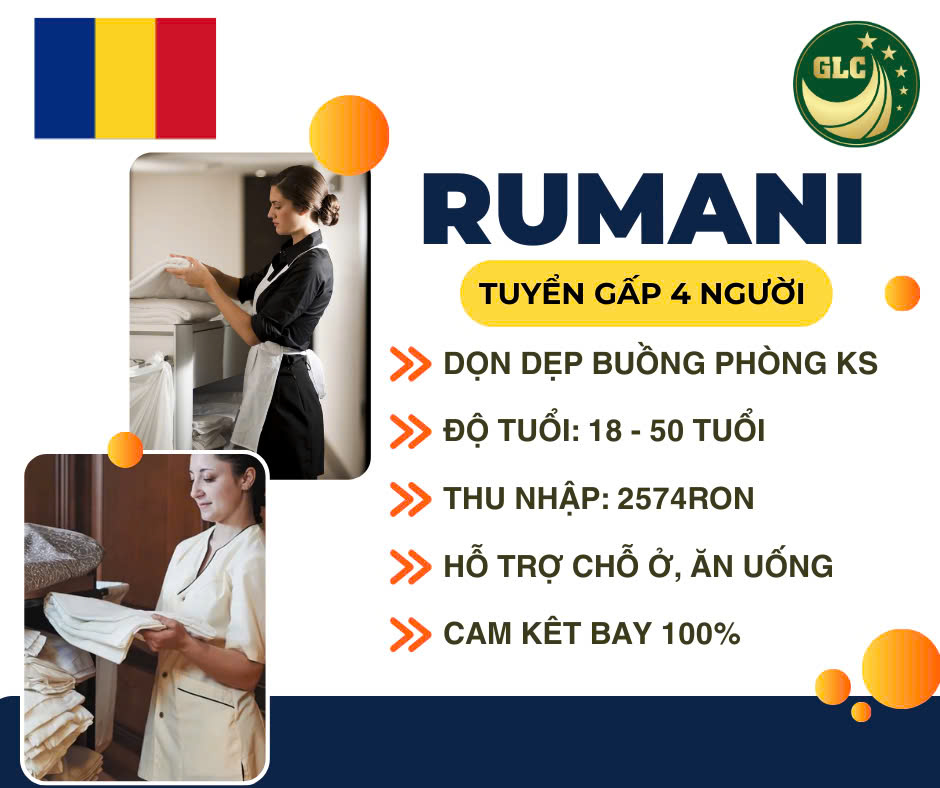 GLC
RUMANI
TUYỂN GẤP 4 NGƯỜI
DỌN DẸP BUỒNG PHÒNG KS
ĐỘ TUỔI: 18 - 50 TUỔI
THU NHẬP: 2574RON
HỖ TRỢ CHỖ Ở, ĂN UỐNG
CAM KÊT BAY 100%